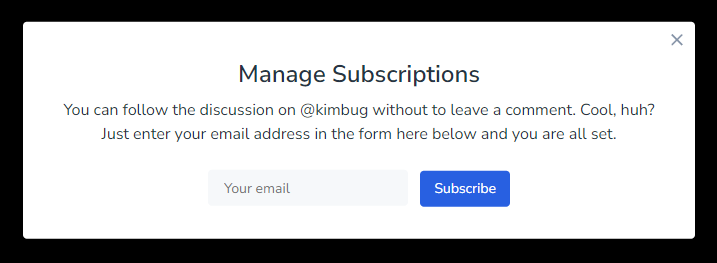 Manage Subscriptions
You can follow the discussion on @kimbug without to leave a comment. Cool, huh?
Just enter your email address in the form here below and you are all set.
Your email
Subscribe